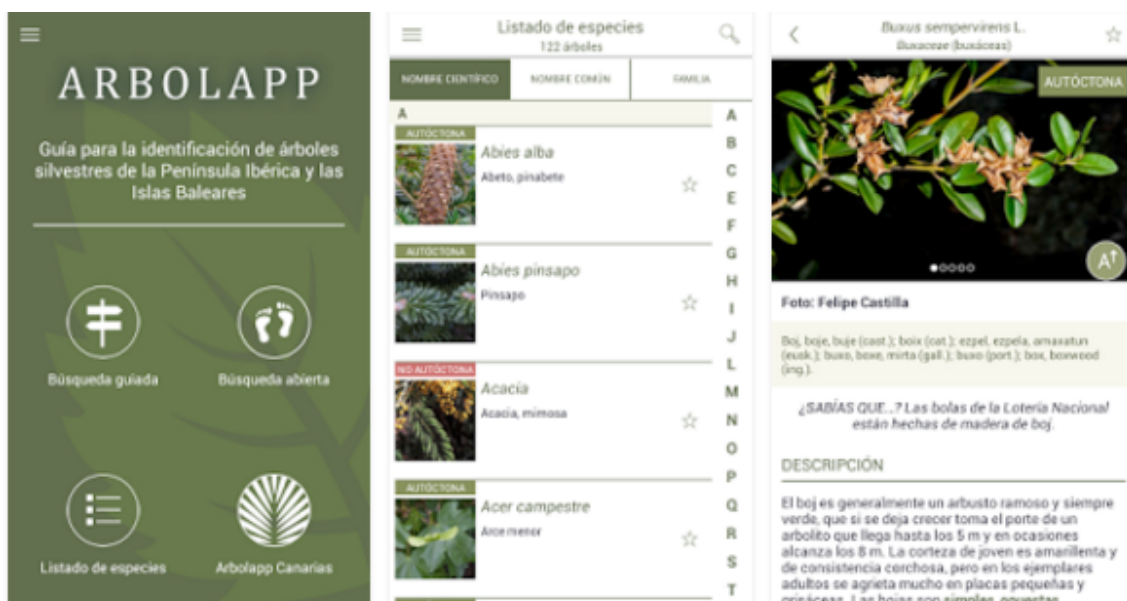 ARBOLAPP
Guía para la identificación de árboles
silvestres de la Península Ibérica y las
Islas Baleares
Búsqueda guiada
Búsqueda abierta
Listado de especies
Arbolapp Canarias
Listado de especies
122 árboles
NOMBRE CIENTÍFICO
NOMBRE COMÚN
FAMILIA
A
AUTÓCTONA
Abies alba
Abeto, pinabete
AUTÓCTONA
Abies pinsapo
Pinsapo
NO AUTÓCTONA
Acacia
Acacia, mimosa
AUTÓCTONA
Acer campestre
Arce menor
A
B
C
E
F
G
H
I
J
L
M
N
O
P
Q
R
S
T
Buxus sempervirens L.
Buxaceae (buxáceas)
AUTÓCTONA
A
Foto: Felipe Castilla
Boj, boje, buje (cast.); boix (cat.); ezpel, ezpela, amaxatun
(eusk.); buxo, boxe, mirta (gall.); buxo (port.); box, boxwood
(ing.).
¿SABÍAS QUE..? Las bolas de la Lotería Nacional
están hechas de madera de boj.
DESCRIPCIÓN
El boj es generalmente un arbusto ramoso y siempre
verde, que si se deja crecer toma el porte de un
arbolito que llega hasta los 5 m y en ocasiones
alcanza los 8 m. La corteza de joven es amarillenta y
de consistencia corchosa, pero en los ejemplares
adultos se agrieta mucho en placas pequeñas y
grisáceas. Las hojas son simples, opuestas,